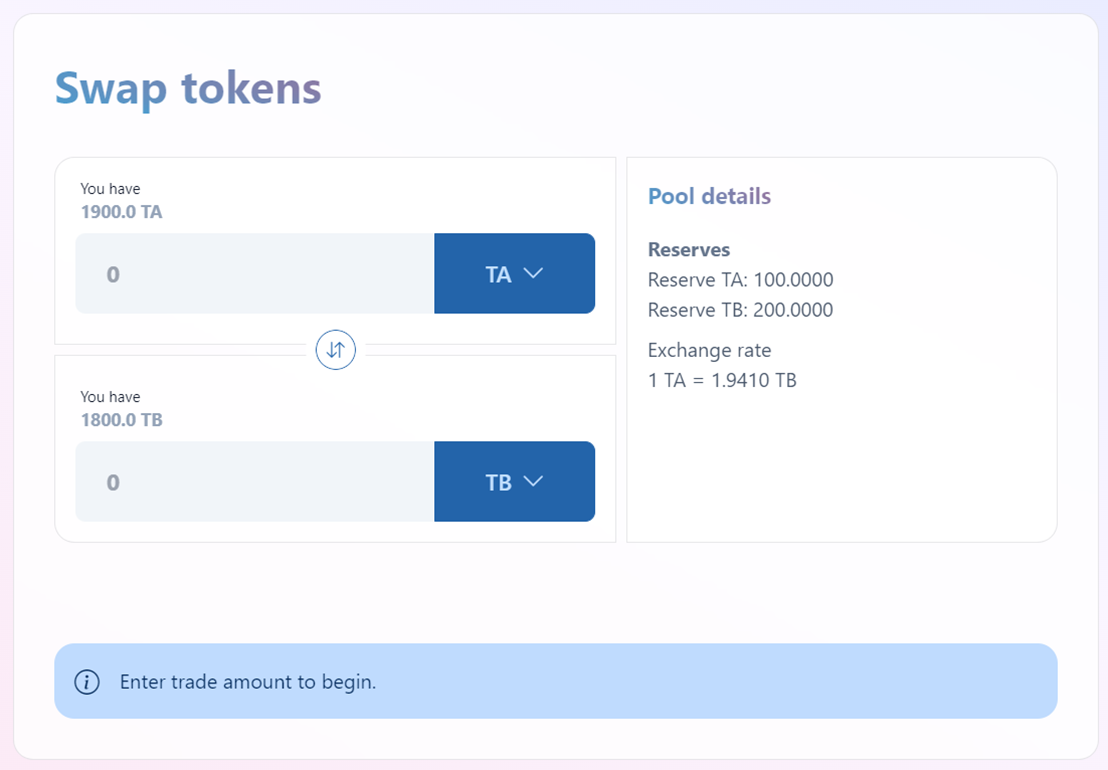 Swap tokens
You have
1900.0 TA
0
TA
You have
1800.0 TB
0
TB
Pool details
Reserves
Reserve TA: 100.0000
Reserve TB: 200.0000
Exchange rate
1 TA = 1.9410 TB
Enter trade amount to begin.